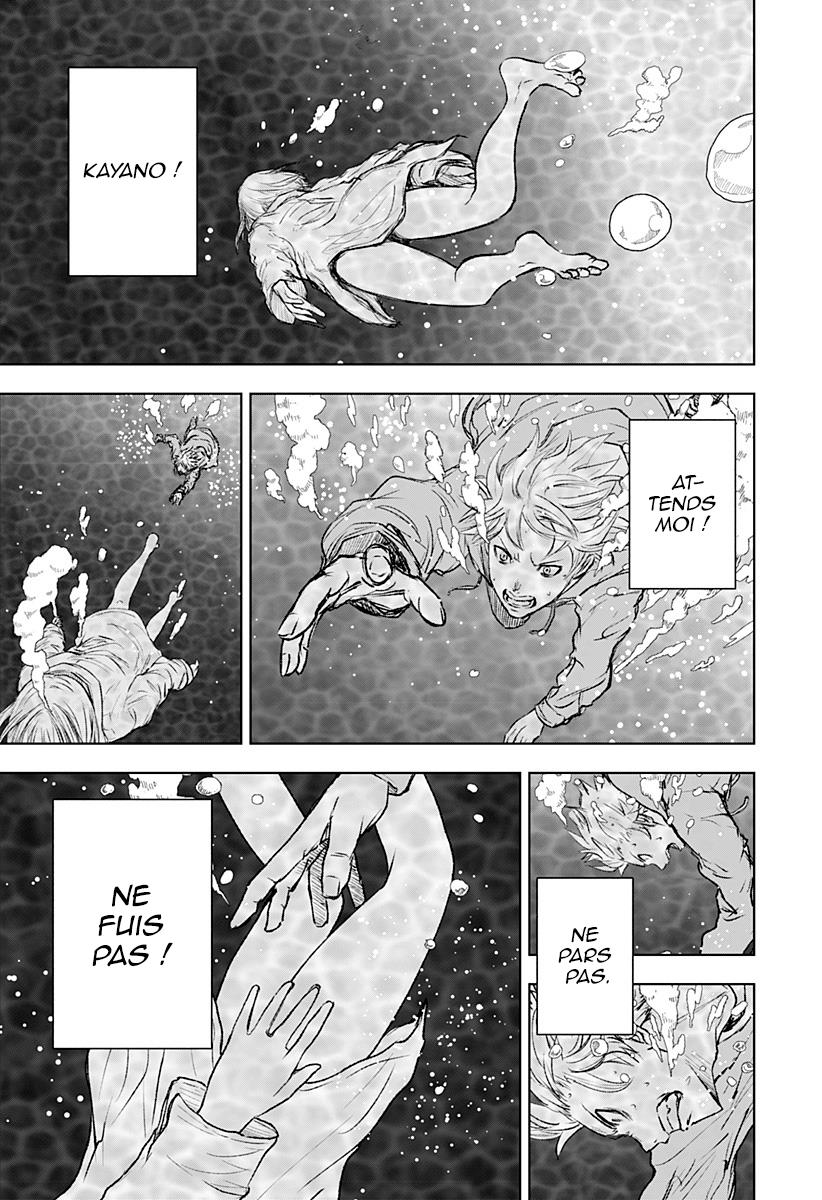 KAYANO !
AT-
TENDS
MOI !
NE
PARS
PAS.
NE
FUIS
PAS !